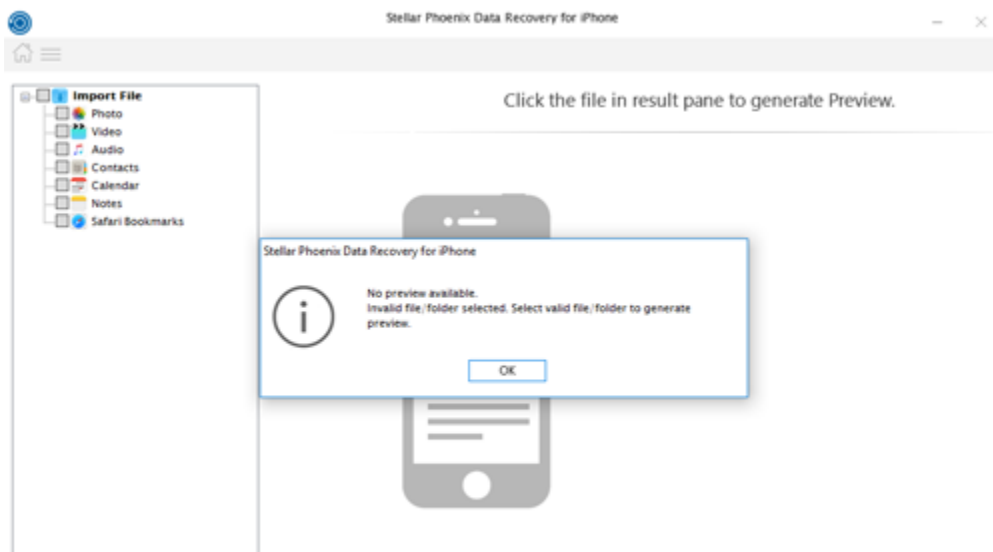 Stellar Phoenix Data Recovery for iPhone
Import File
Photo
Video
Audio
Contacts
Calendar
Notes
Safari Bookmarks
Click the file in result pane to generate Preview.
Stellar Phoenix Data Recovery for iPhone
No preview available.
Invalid file/folder selected. Select valid file/folder to generate
preview.
OK